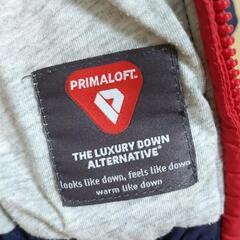 PRIMALOFT®
THE LUXURY DOWN
ALTERNATIVE®
looks like down, feels like down
warm like down